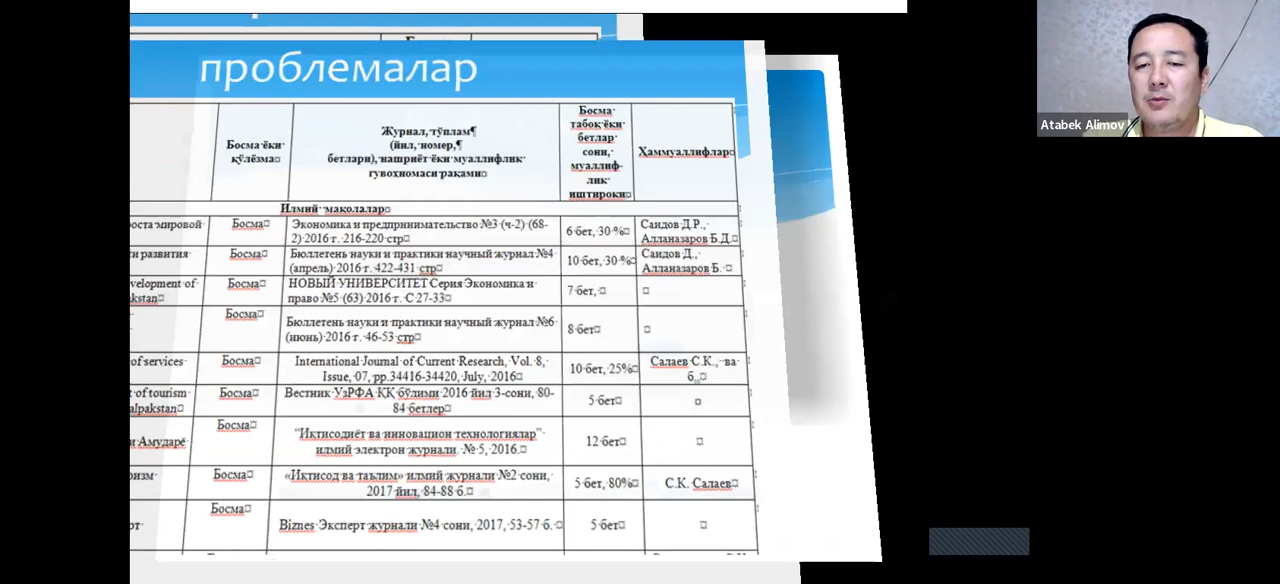 проблемалар
Atabek Alimov
Босма ёки
қўлёзма
Журнал, тўплам
(йил, номер,
бетлари), нашриёт ёки муаллифлик
гувоҳномаси рақами
Босма
табоқ ёки
бетлар
сони,
муаллиф-
лик
иштироки
Ҳаммуаллифлар
Илмий мақолалар
роста мировой
Босма
Экономика и предпринимательство №3 (ч-2) (68-
2) 2016 г. 216-220 стр
6 бет, 30 %
Саидов Д.Р.,
Алланазаров Б.Д.
и развития
Босма
Бюллетень науки и практики научный журнал №4
(апрель) 2016 г. 422-431 стр
10 бет, 30 %
Саидов Д.,
Алланазаров Б.
velopment of
kstan
Босма
НОВЫЙ УНИВЕРСИТЕТ Серия Экономика и
право №5 (63) 2016 г. С 27-33
7 бет,
Босма
Бюллетень науки и практики научный журнал №6
(июнь) 2016 г. 46-53 стр
8 бет
of services
Босма
International Journal of Current Research, Vol. 8,
Issue, 07, pp.34416-34420, July, 2016
10 бет, 25%
Салаев С.К., ва
б.
t of tourism
alpakstan
Босма
Вестник УзРФА ҚҚ бўлими 2016 йил 3-сони, 80-
84 бетлер
5 бет
и Амударё
Босма
"Иқтисодиёт ва инновацион технологиялар"
илмий электрон журнали. № 5, 2016.
12 бет
ризм
Босма
«Иқтисод ва таълим» илмий журнали №2 сони,
2017 йил, 84-88 б.
5 бет, 80%
С.К. Салаев
рт
Босма
Biznes Эксперт журнали №4 сони, 2017, 53-57 б.
5 бет